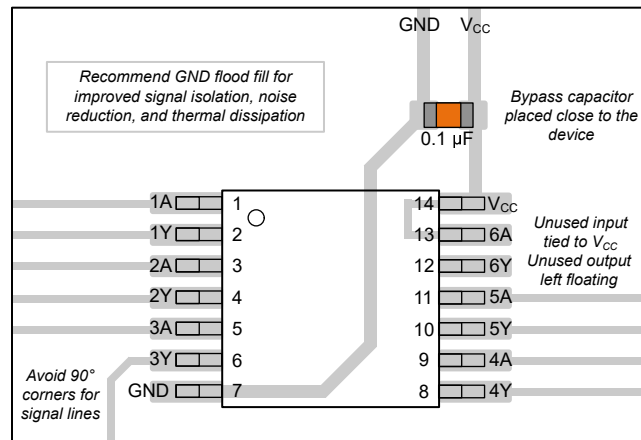 GND VCC
Recommend GND flood fill for
improved signal isolation, noise
reduction, and thermal dissipation
Bypass capacitor
placed close to the
device
0.1 µF
1A 1 14 VCC
1Y 2 13 6A
2A 3 12 6Y
2Y 4 11 5A
3A 5 10 5Y
3Y 6 9 4A
GND 7 8 4Y
Unused input
tied to VCC
Unused output
left floating
Avoid 90°
corners for
signal lines